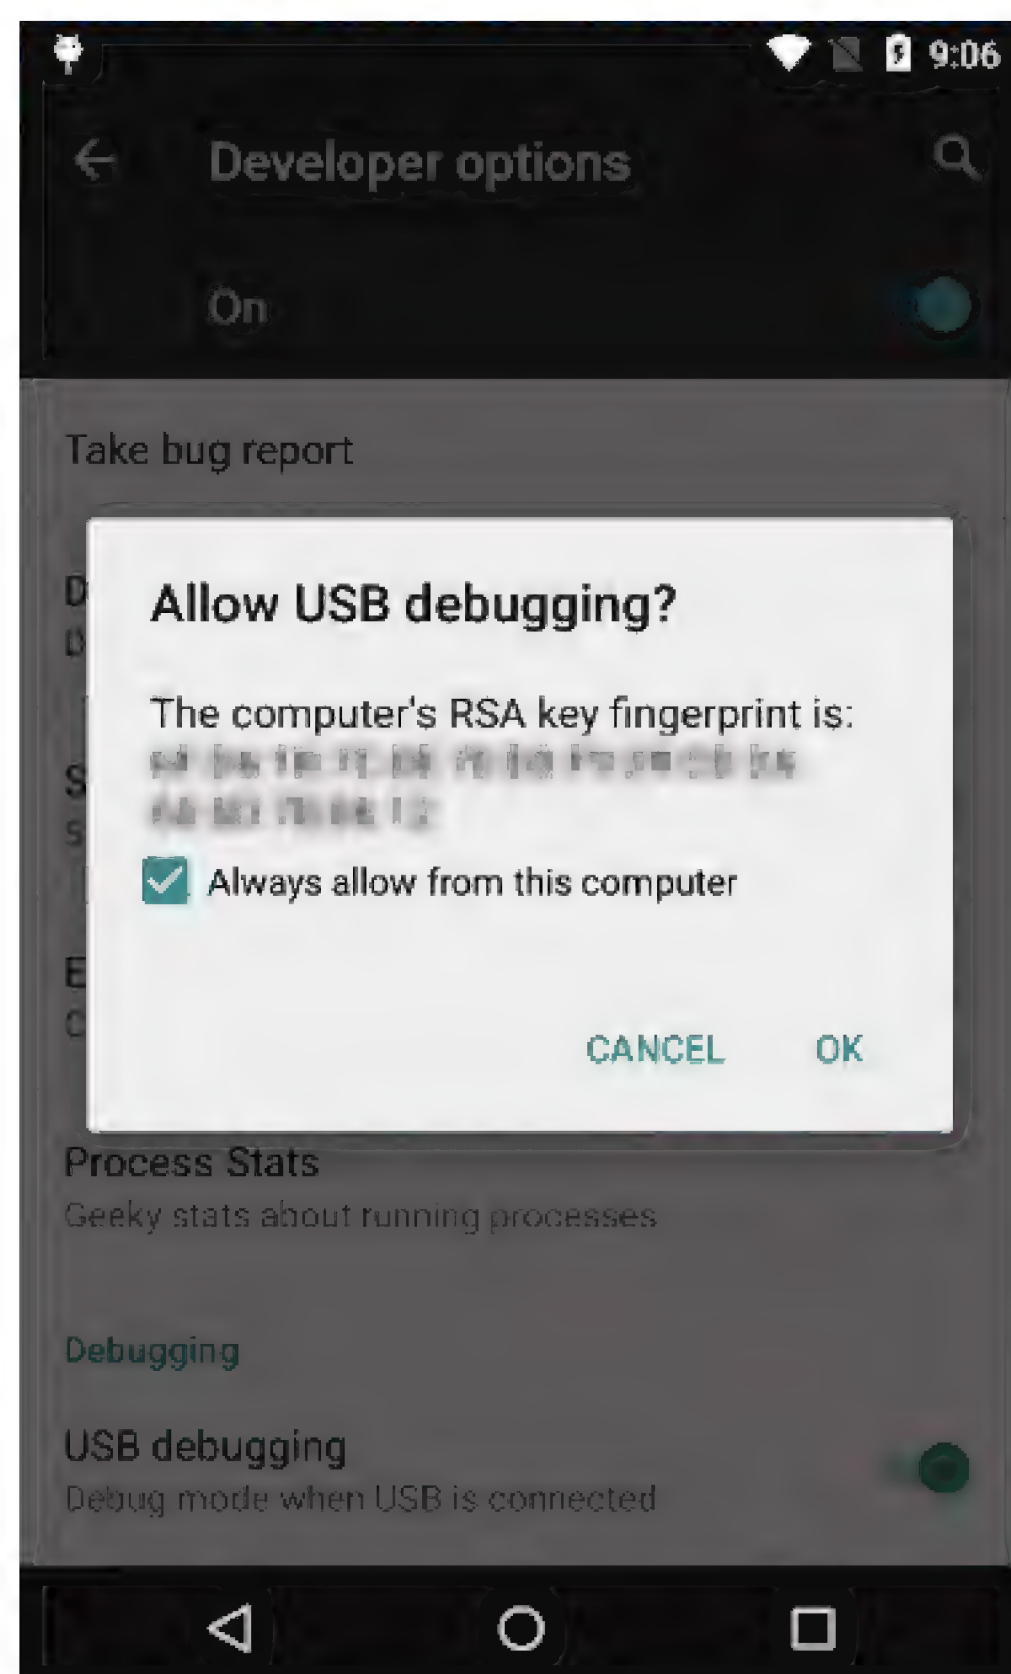 9:06
Developer options
On
Take bug report
Allow USB debugging?
The computer's RSA key fingerprint is:
Always allow from this computer
CANCEL OK
Process Stats
Geeky stats about running processes
Debugging
USB debugging
Debug mode when USB is connected